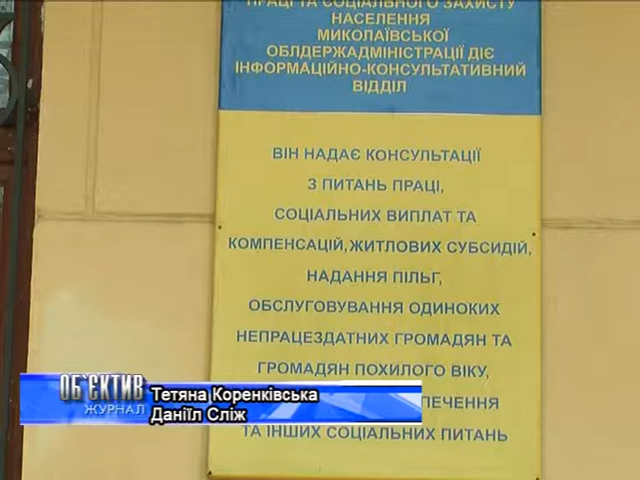 ПРАЦІ ТА СОЦІАЛЬНОГО ЗАХИСТУ
НАСЕЛЕННЯ
МИКОЛАЇВСЬКОЇ
ОБЛДЕРЖАДМІНІСТРАЦІЇ ДІЄ
ІНФОРМАЦІЙНО-КОНСУЛЬТАТИВНИЙ
ВІДДІЛ
ВІН НАДАЄ КОНСУЛЬТАЦІЇ
З ПИТАНЬ ПРАЦІ,
СОЦІАЛЬНИХ ВИПЛАТ ТА
КОМПЕНСАЦІЙ, ЖИТЛОВИХ СУБСИДІЙ,
НАДАННЯ ПІЛЬГ,
ОБСЛУГОВУВАННЯ ОДИНОКИХ
НЕПРАЦЕЗДАТНИХ ГРОМАДЯН ТА
ГРОМАДЯН ПОХИЛОГО ВІКУ,
ТА ІНШИХ СОЦІАЛЬНИХ ПИТАНЬ
ОБ'ЄКТИВ
ЖУРНАЛ
Тетяна Коренківська
Даніїл Сліж